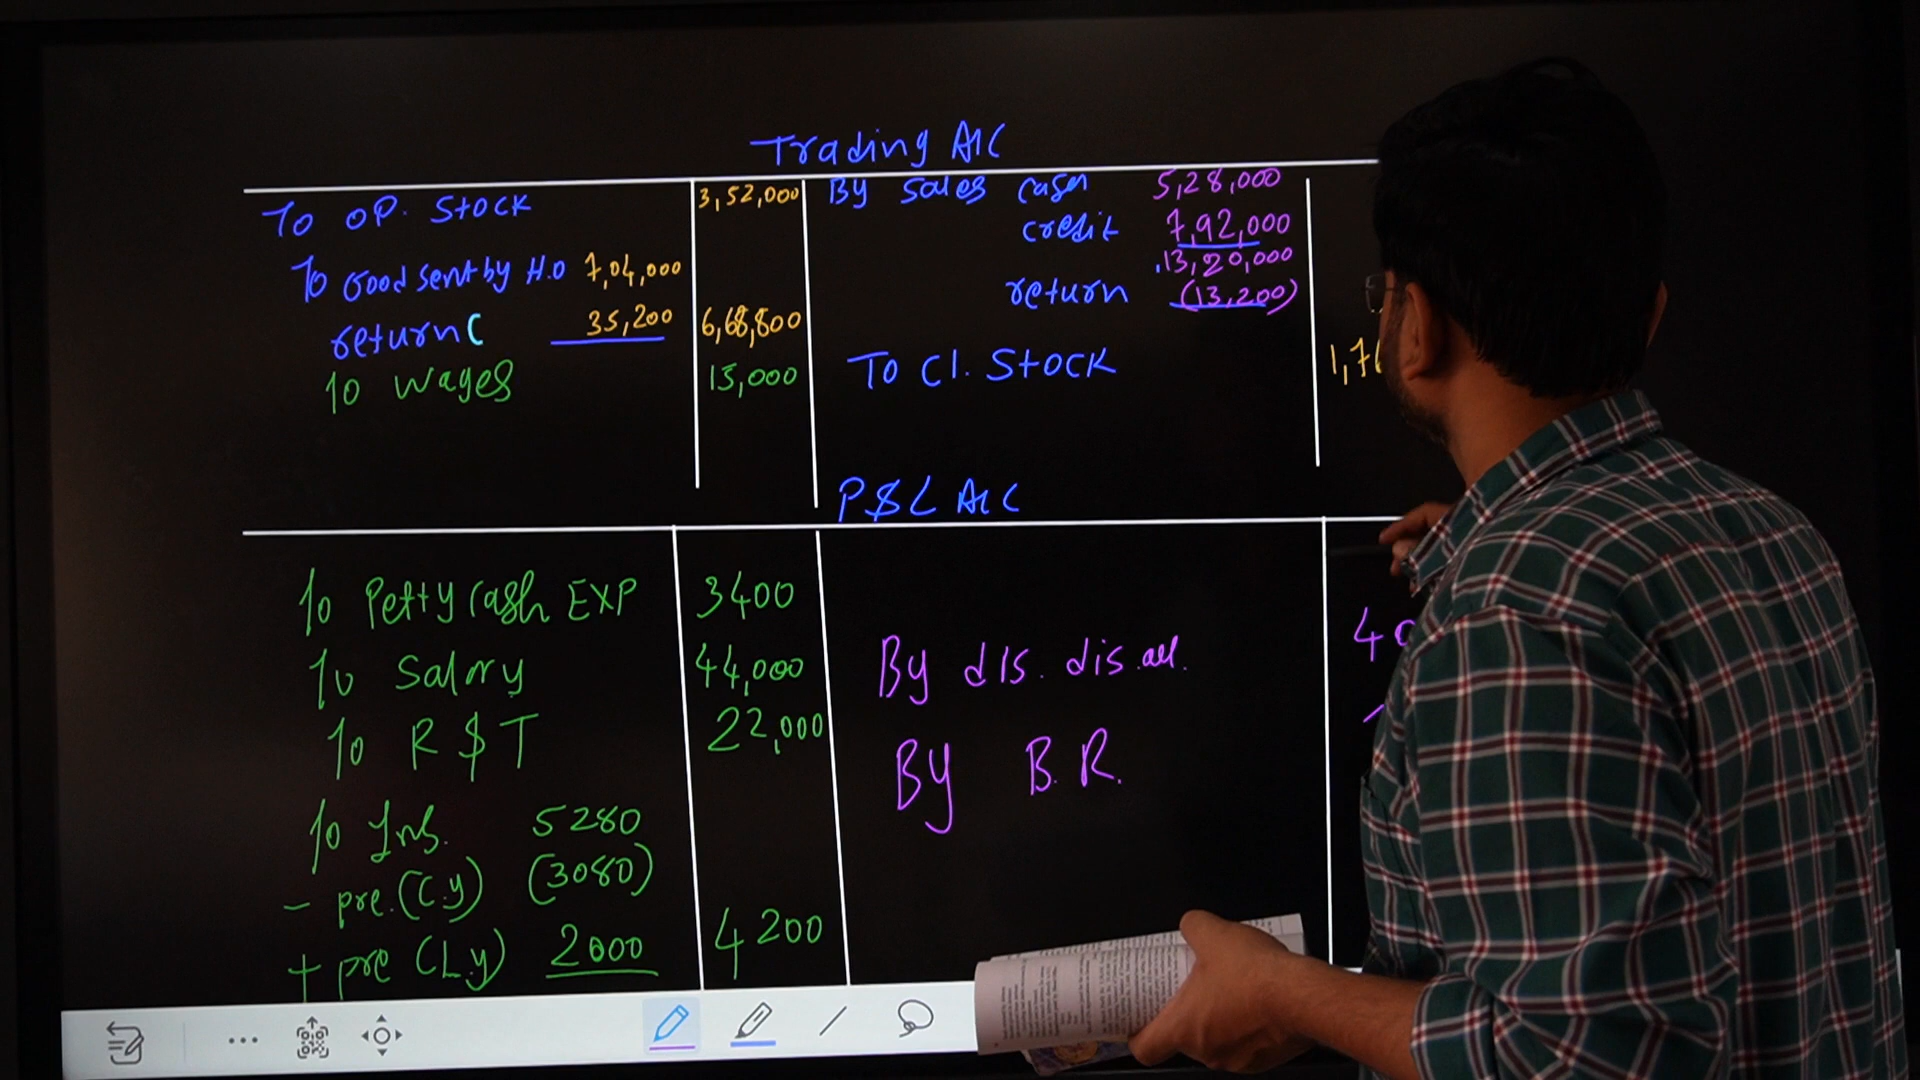 Trading A/C
To OP. Stock 3,52,000 By Sales cash 5,28,000
credit 7,92,000
To Good sent by H.O 7,04,000 13,20,000
return ( 35,200 6,68,800 return (13,200)
To Wages 13,000 To Cl. Stock
P&L A/C
To Petty Cash EXP 3400
To Salary 44,000 By dis. dis. all.
To R & T 22,000 By B.R.
To Ins. 5280
- pre. (C.y) (3080)
+ pre (L.y) 2000 4200